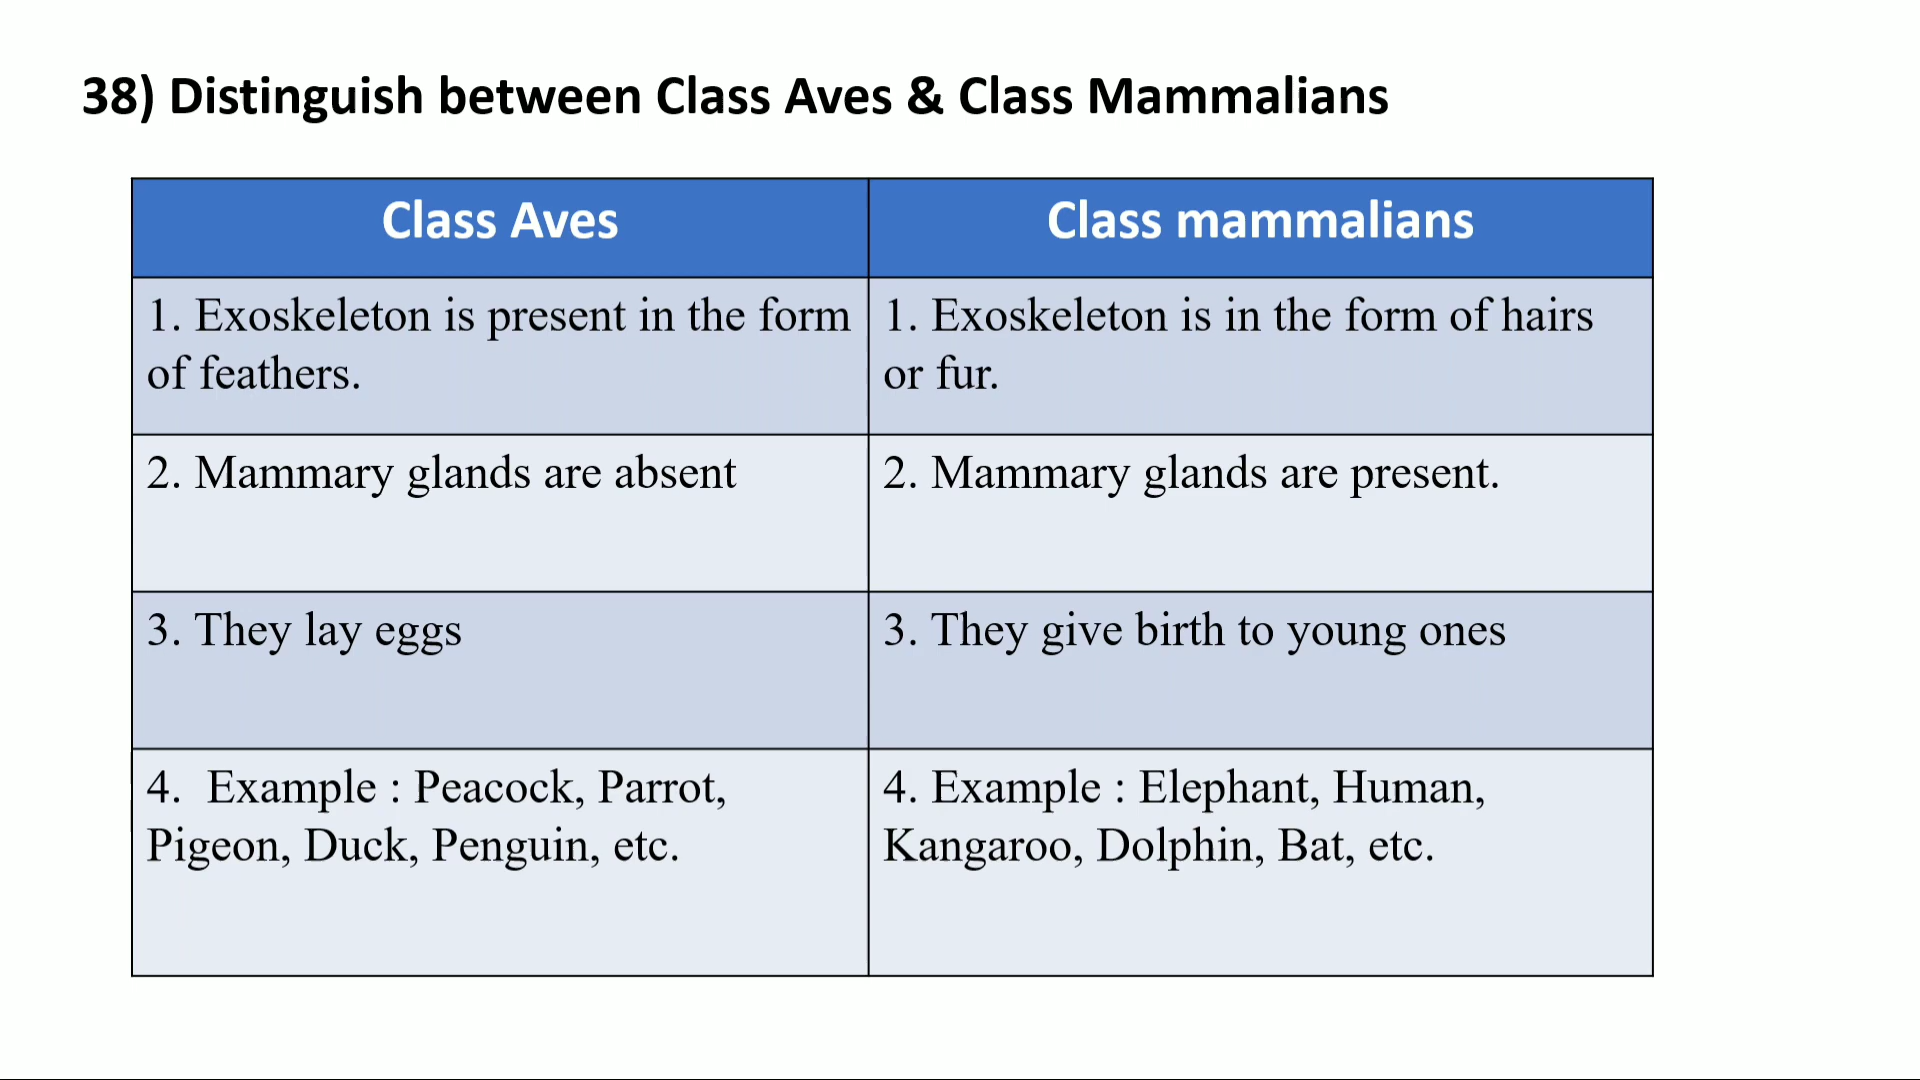 38) Distinguish between Class Aves & Class Mammalians
Class Aves
Class mammalians
1. Exoskeleton is present in the form
of feathers.
1. Exoskeleton is in the form of hairs
or fur.
2. Mammary glands are absent
2. Mammary glands are present.
3. They lay eggs
3. They give birth to young ones
4. Example : Peacock, Parrot,
Pigeon, Duck, Penguin, etc.
4. Example : Elephant, Human,
Kangaroo, Dolphin, Bat, etc.